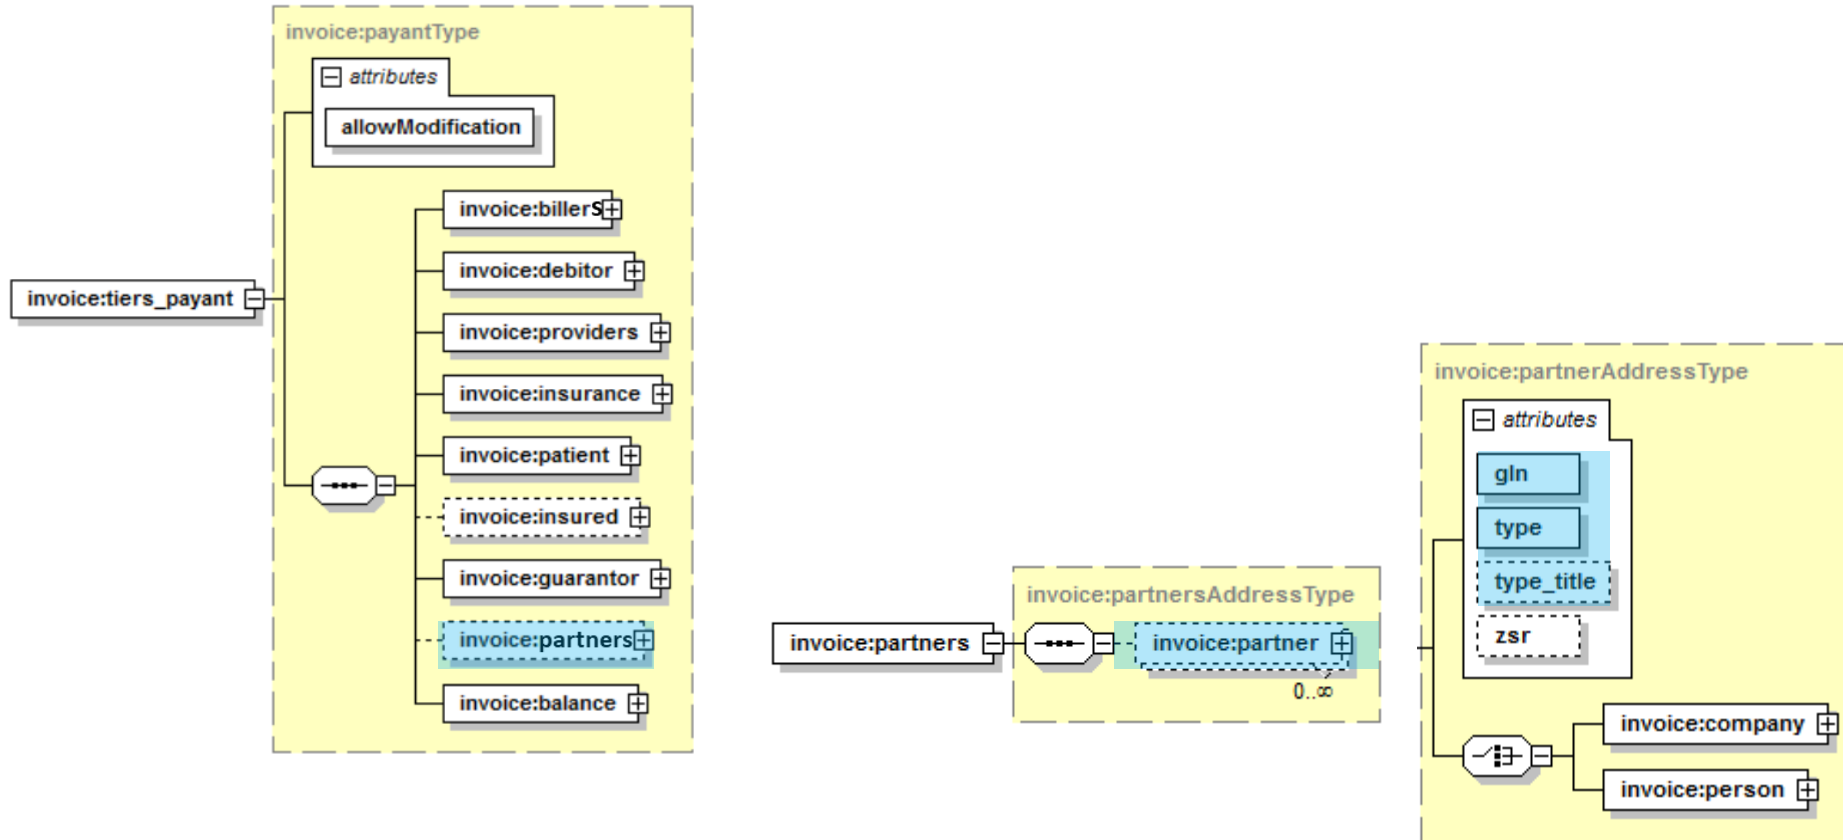 invoice:payantType
attributes
allowModification
invoice:billers
invoice:debitor
invoice:tiers_payant
invoice:providers
invoice:insurance
invoice:patient
invoice:insured
invoice:guarantor
invoice:partners
invoice:balance
invoice:partnersAddressType
invoice:partners
invoice:partner
0..∞
invoice:partnerAddressType
attributes
gln
type
type_title
zsr
invoice:company
invoice:person